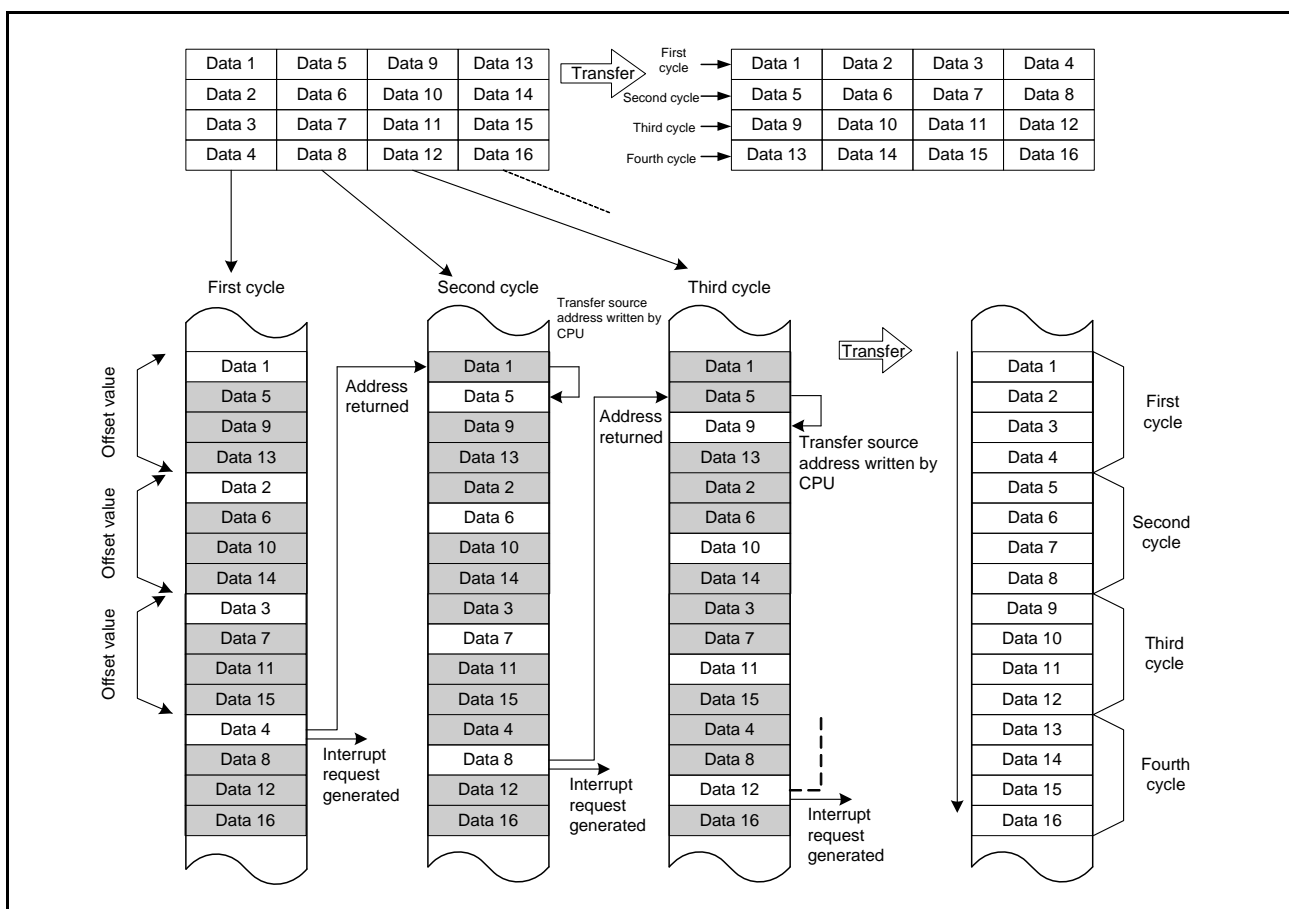 Data 1 Data 5 Data 9 Data 13
Data 2 Data 6 Data 10 Data 14
Data 3 Data 7 Data 11 Data 15
Data 4 Data 8 Data 12 Data 16
Transfer
First
cycle
Data 1 Data 2 Data 3 Data 4
Second cycle
Data 5 Data 6 Data 7 Data 8
Third cycle
Data 9 Data 10 Data 11 Data 12
Fourth cycle
Data 13 Data 14 Data 15 Data 16
First cycle
Offset value
Offset value
Offset value
Data 1
Data 5
Data 9
Data 13
Data 2
Data 6
Data 10
Data 14
Data 3
Data 7
Data 11
Data 15
Data 4
Data 8
Data 12
Data 16
Address
returned
Interrupt
request
generated
Second cycle
Transfer source
address written by
CPU
Data 1
Data 5
Data 9
Data 13
Data 2
Data 6
Data 10
Data 14
Data 3
Data 7
Data 11
Data 15
Data 4
Data 8
Data 12
Data 16
Address
returned
Interrupt
request
generated
Third cycle
Data 1
Data 5
Data 9
Data 13
Data 2
Data 6
Data 10
Data 14
Data 3
Data 7
Data 11
Data 15
Data 4
Data 8
Data 12
Data 16
Transfer source
address written by
CPU
Interrupt
request
generated
Transfer
Data 1
Data 2
Data 3
Data 4
Data 5
Data 6
Data 7
Data 8
Data 9
Data 10
Data 11
Data 12
Data 13
Data 14
Data 15
Data 16
First
cycle
Second
cycle
Third
cycle
Fourth
cycle